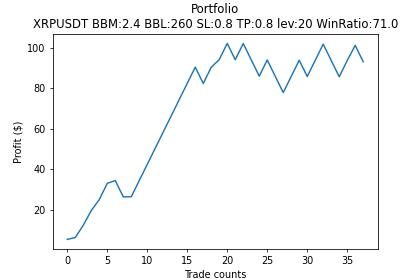 Portfolio
XRPUSDT BBM:2.4 BBL:260 SL:0.8 TP:0.8 lev:20 WinRatio:71.0
100
80
60
40
20
Profit ($)
0 5 10 15 20 25 30 35
Trade counts